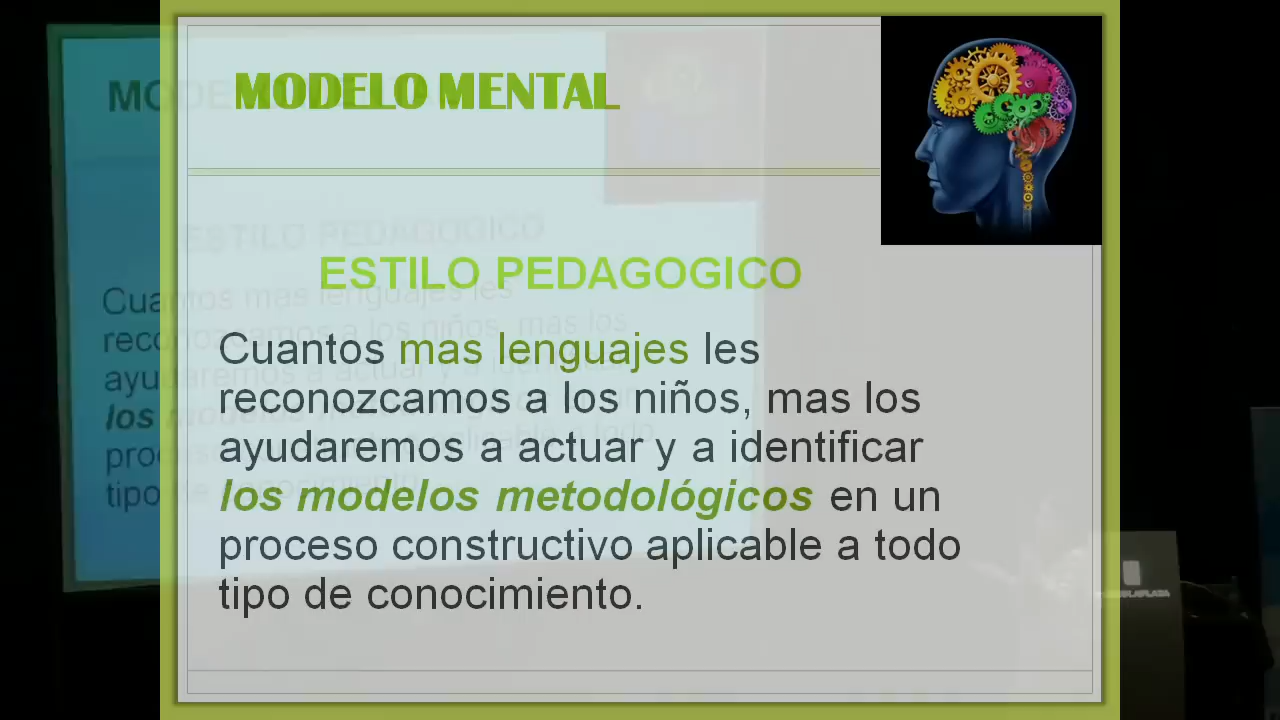 MODELO MENTAL
ESTILO PEDAGOGICO
Cuantos mas lenguajes les
reconozcamos a los niños, mas los
ayudaremos a actuar y a identificar
los modelos metodológicos en un
proceso constructivo aplicable a todo
tipo de conocimiento.